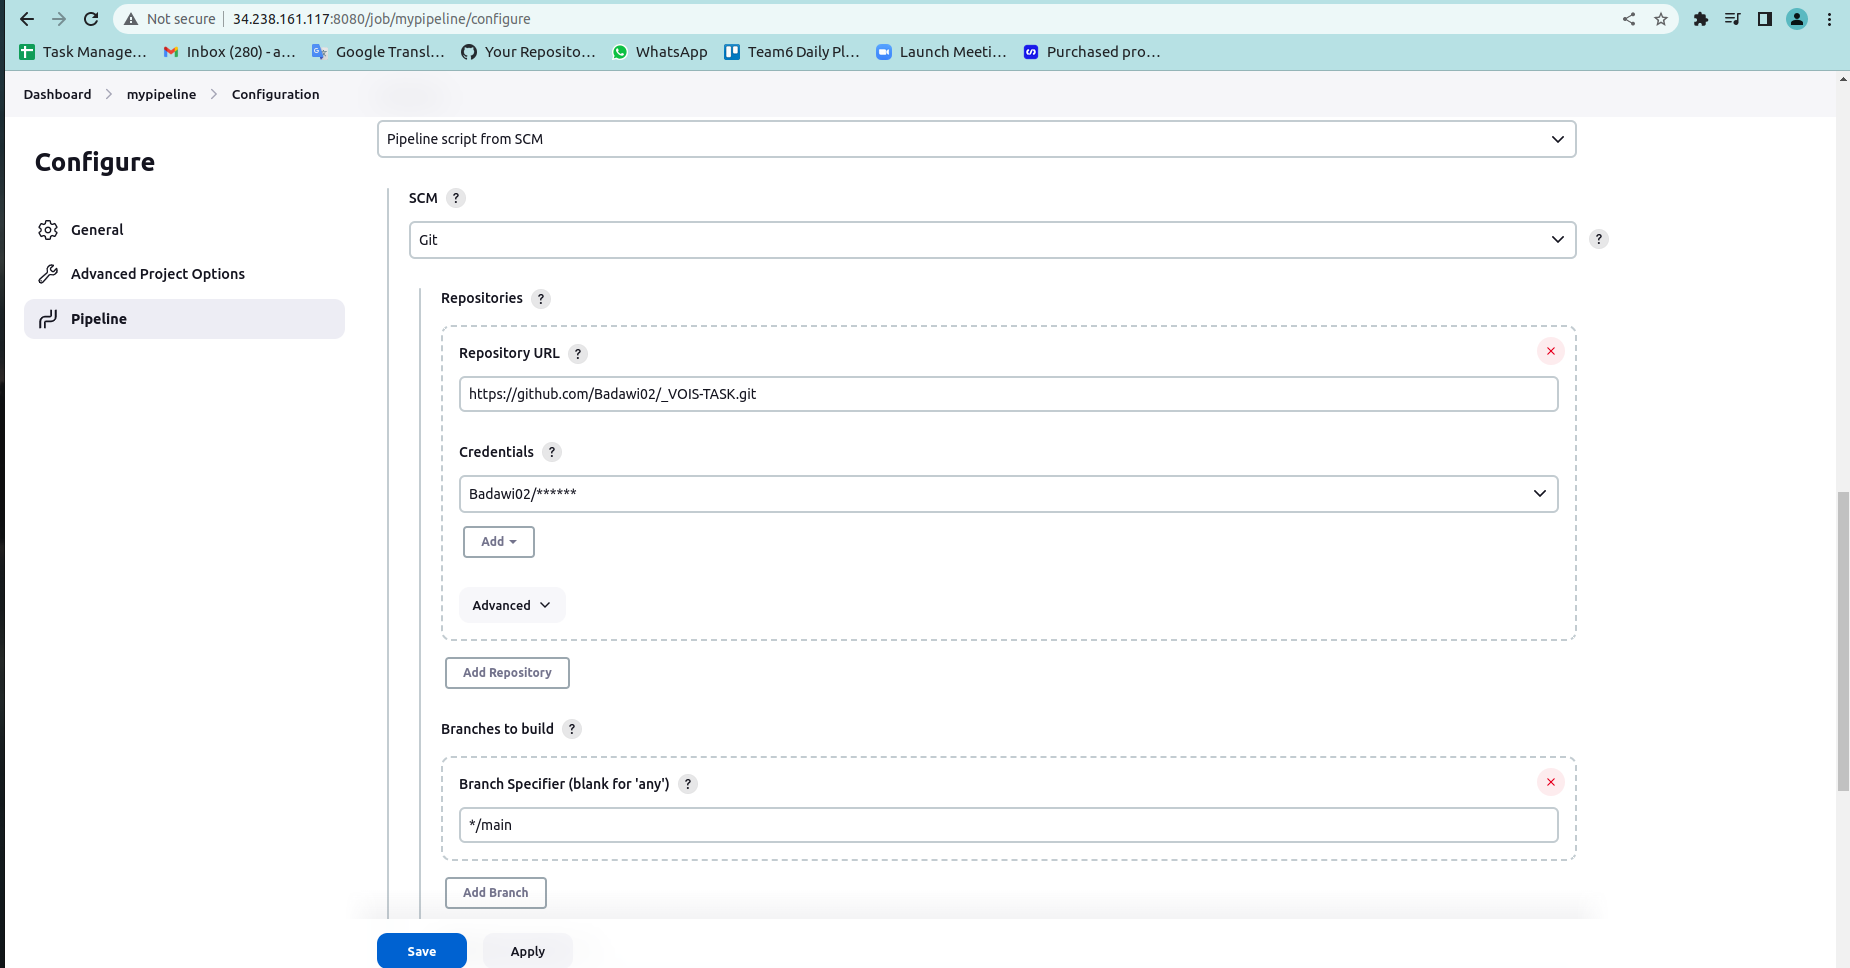 Not secure 34.238.161.117:8080/job/mypipeline/configure
Task Manage... Inbox (280) - a... Google Transl... Your Reposito... WhatsApp Team6 Daily Pl... Launch Meeti... Purchased pro...
Dashboard mypipeline Configuration
Configure
General
Advanced Project Options
Pipeline
Pipeline script from SCM
SCM ?
Git
?
Repositories ?
Repository URL ?
https://github.com/Badawi02/_VOIS-TASK.git
Credentials ?
Badawi02/******
Add
Advanced
Add Repository
Branches to build ?
Branch Specifier (blank for 'any') ?
*/main
Add Branch
Save Apply